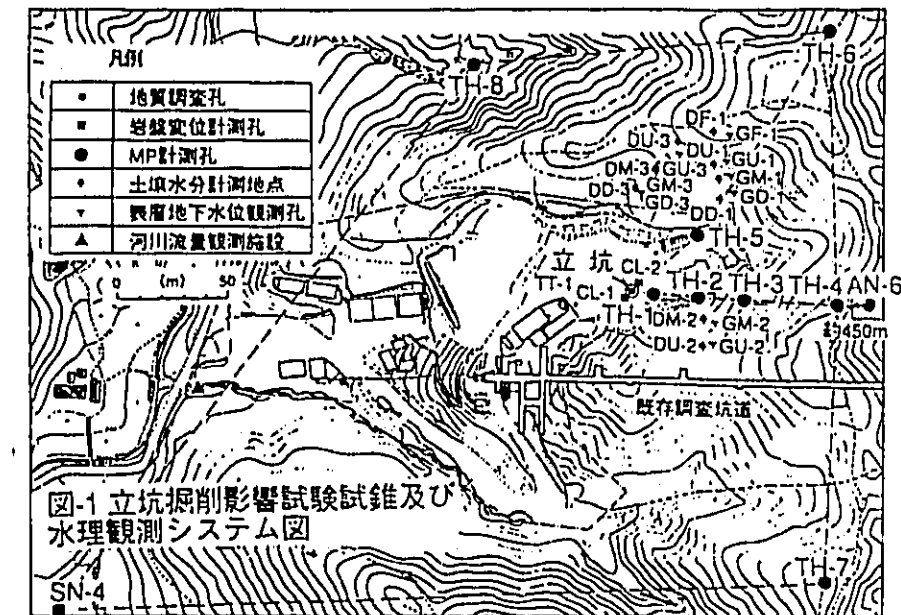 凡例
地質調査孔
岩盤変位計測孔
MP計測孔
土壌水分計測地点
表層地下水位観測孔
河川流量観測施設
0 (m) 50
TH-8
TH-6
DF-1
GF-1
DU-3
DU-1
GU-1
DM-3
GU-3
GM-1
DD-3
GM-3
GD-1
GD-3
DD-1
TH-5
立坑
CL-2
TT-1
CL-1
TH-2
TH-3
TH-4
AN-6
TH-1
DM-2
GM-2
約450m
DU-2
GU-2
既存調査坑道
図-1 立坑掘削影響試験試錐及び
水理観測システム図
SN-4
TH-7